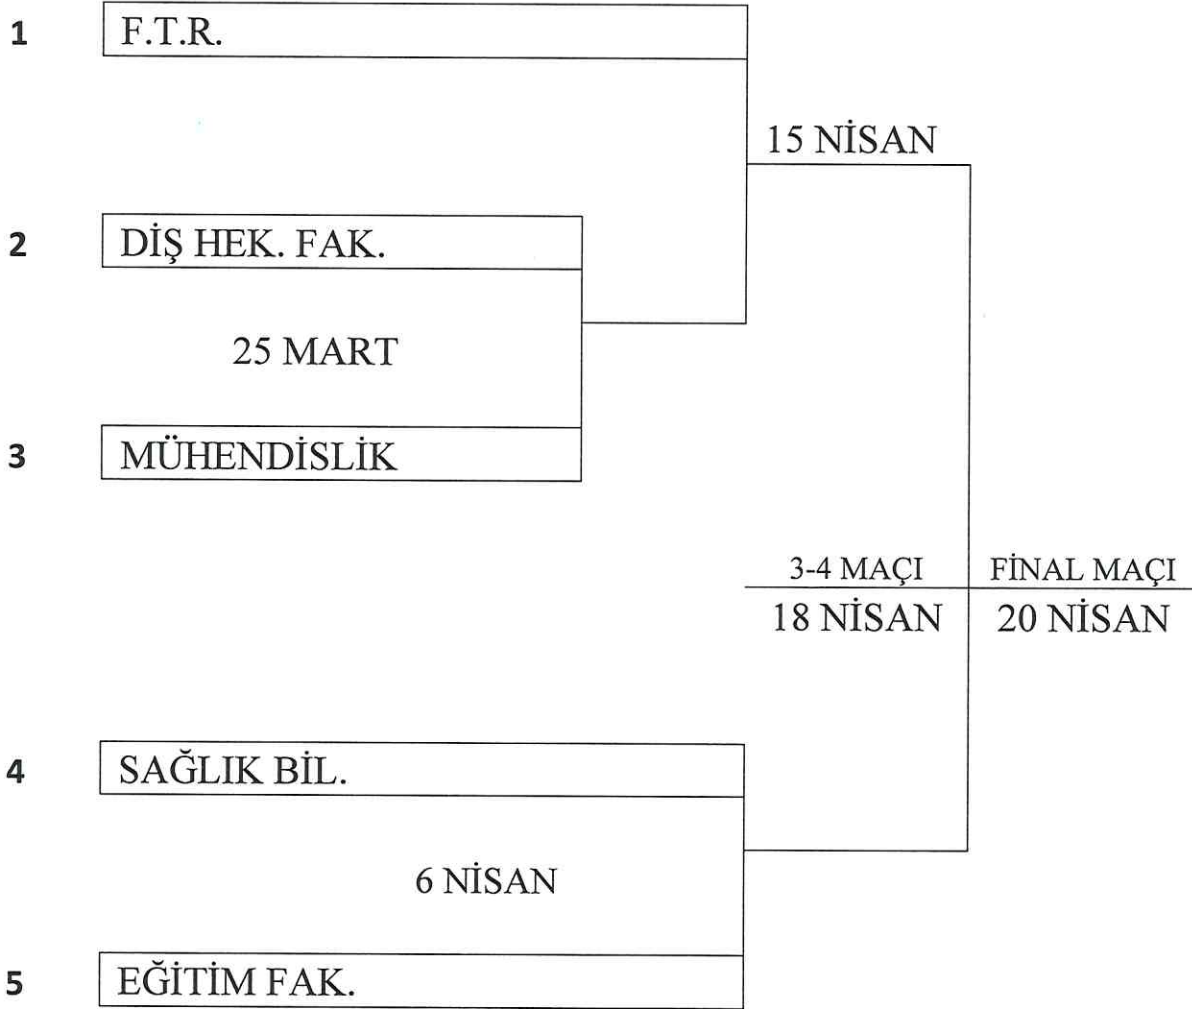 1 F.T.R.
15 NİSAN
2 DİŞ HEK. FAK.
25 MART
3 MÜHENDİSLİK
3-4 MAÇI FİNAL MAÇI
18 NİSAN 20 NİSAN
4 SAĞLIK BİL.
6 NİSAN
5 EĞİTİM FAK.